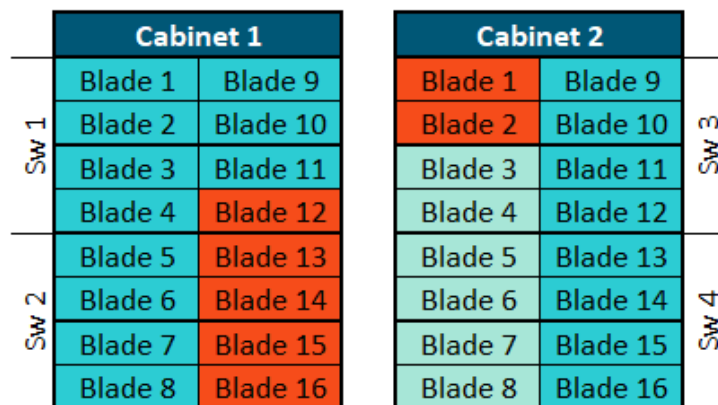 Cabinet 1
Sw 1
Blade 1 Blade 9
Blade 2 Blade 10
Blade 3 Blade 11
Blade 4 Blade 12
Sw 2
Blade 5 Blade 13
Blade 6 Blade 14
Blade 7 Blade 15
Blade 8 Blade 16
Cabinet 2
Blade 1 Blade 9
Blade 2 Blade 10
Blade 3 Blade 11
Blade 4 Blade 12
Sw 3
Blade 5 Blade 13
Blade 6 Blade 14
Blade 7 Blade 15
Blade 8 Blade 16
Sw 4